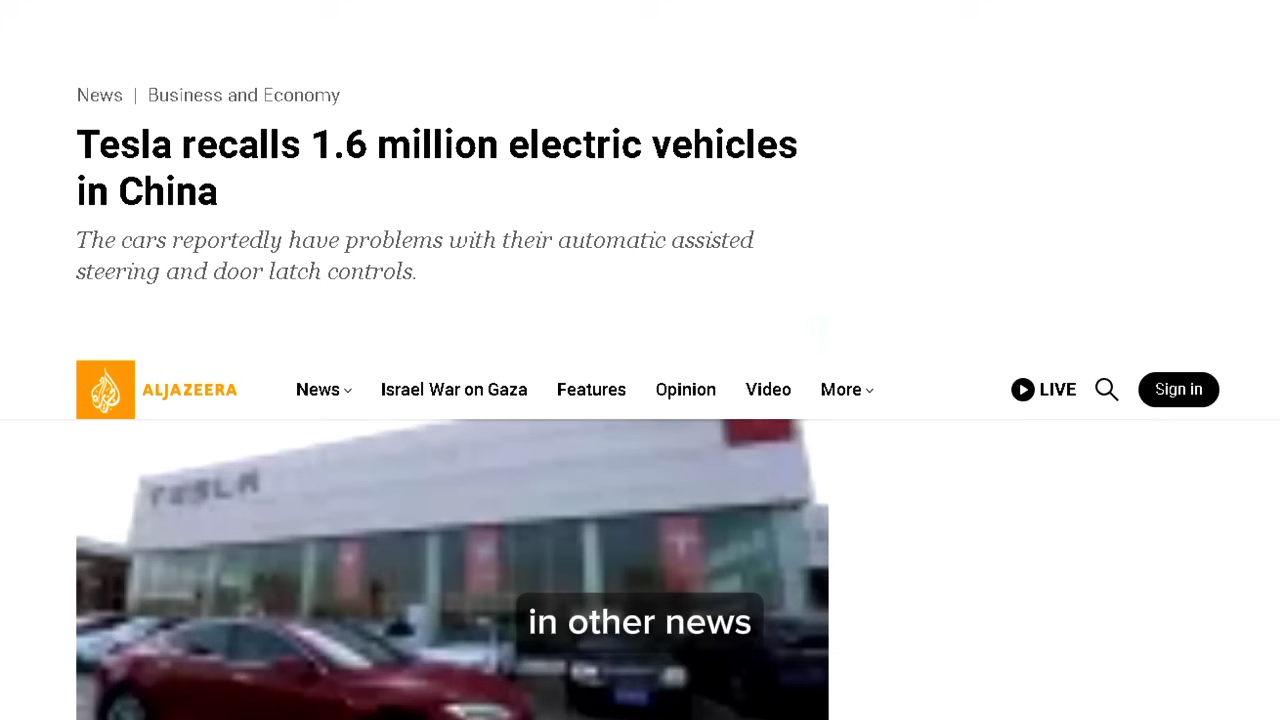 News | Business and Economy
Tesla recalls 1.6 million electric vehicles
in China
The cars reportedly have problems with their automatic assisted
steering and door latch controls.
ALJAZEERA News Israel War on Gaza Features Opinion Video More LIVE Sign in
TESLA
in other news